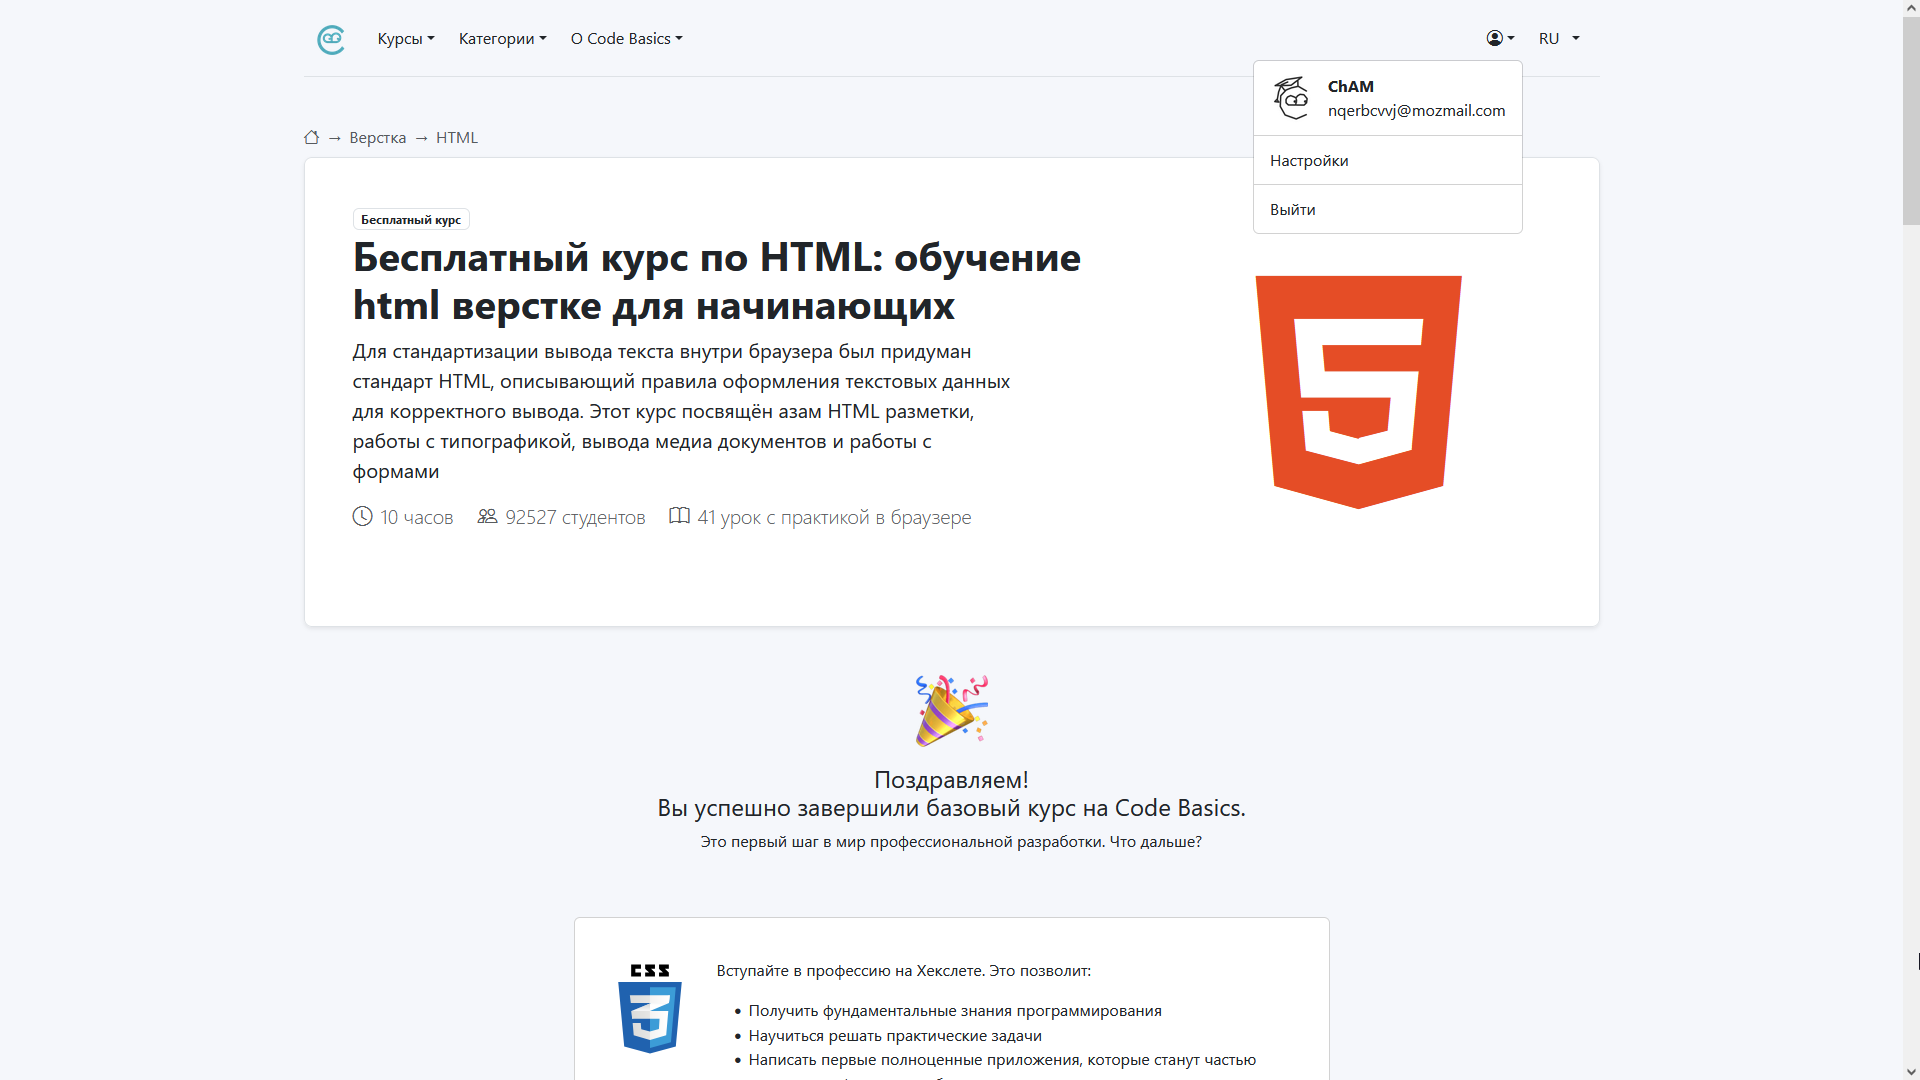 Курсы
Категории
О Code Basics
RU
ChAM
nqerbcvvj@mozmail.com
Настройки
Выйти
→ Верстка → HTML
Бесплатный курс
Бесплатный курс по HTML: обучение
html верстке для начинающих
Для стандартизации вывода текста внутри браузера был придуман
стандарт HTML, описывающий правила оформления текстовых данных
для корректного вывода. Этот курс посвящён азам HTML разметки,
работы с типографикой, вывода медиа документов и работы с
формами
10 часов 92527 студентов 41 урок с практикой в браузере
Поздравляем!
Вы успешно завершили базовый курс на Code Basics.
Это первый шаг в мир профессиональной разработки. Что дальше?
CSS
Вступайте в профессию на Хекслете. Это позволит:
• Получить фундаментальные знания программирования
• Научиться решать практические задачи
• Написать первые полноценные приложения, которые станут частью